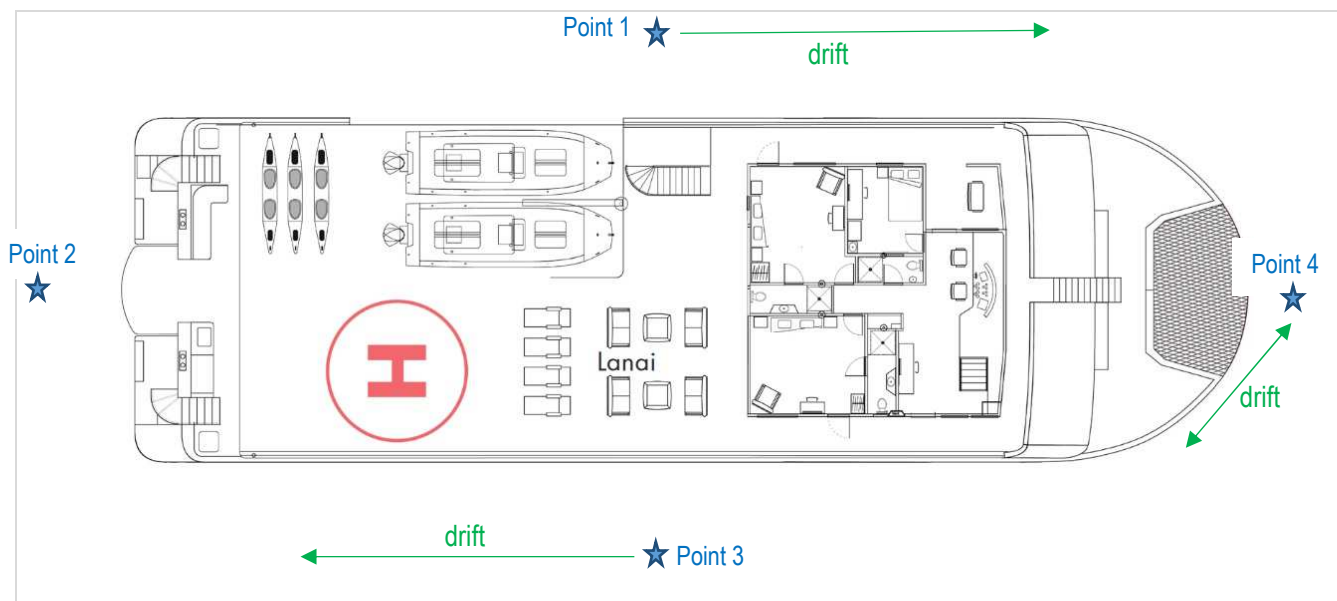 Point 1
drift
Point 2
Point 4
H
Lanai
drift
drift
Point 3